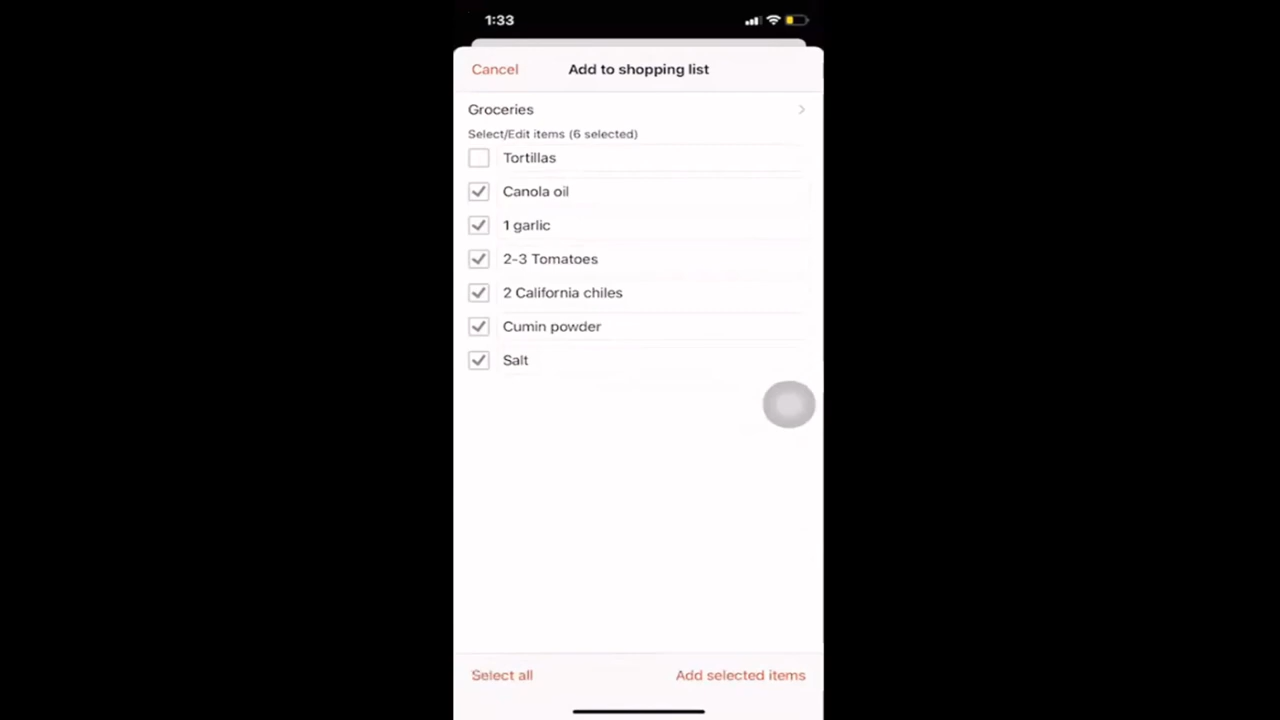 1:33
Cancel
Add to shopping list
Groceries
Select/Edit items (6 selected)
Tortillas
Canola oil
1 garlic
2-3 Tomatoes
2 California chiles
Cumin powder
Salt
Select all
Add selected items